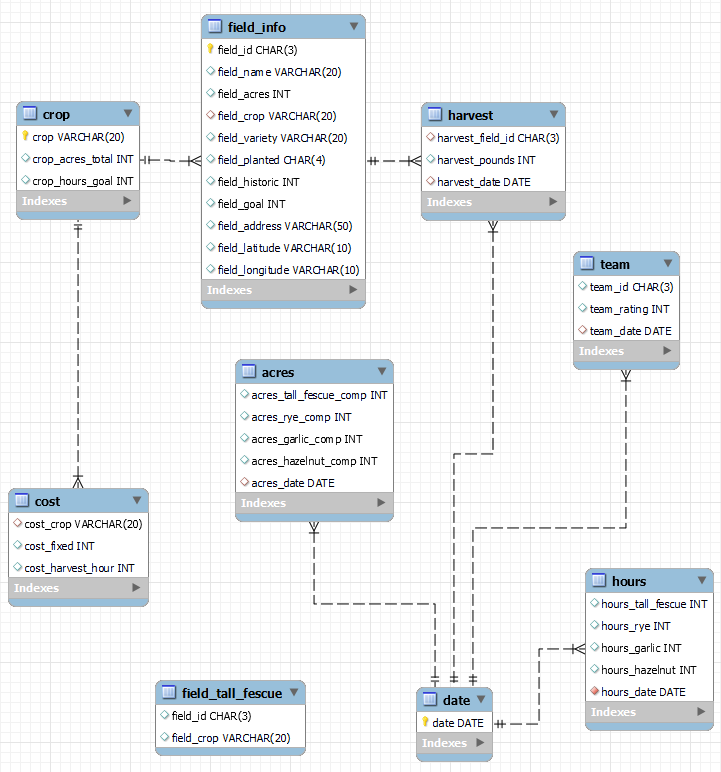 field_info
field_id CHAR(3)
field_name VARCHAR(20)
field_acres INT
field_crop VARCHAR(20)
field_variety VARCHAR(20)
field_planted CHAR(4)
field_historic INT
field_goal INT
field_address VARCHAR(50)
field_latitude VARCHAR(10)
field_longitude VARCHAR(10)
Indexes
crop
crop VARCHAR(20)
crop_acres_total INT
crop_hours_goal INT
Indexes
harvest
harvest_field_id CHAR(3)
harvest_pounds INT
harvest_date DATE
Indexes
team
team_id CHAR(3)
team_rating INT
team_date DATE
Indexes
acres
acres_tall_fescue_comp INT
acres_rye_comp INT
acres_garlic_comp INT
acres_hazelnut_comp INT
acres_date DATE
Indexes
cost
cost_crop VARCHAR(20)
cost_fixed INT
cost_harvest_hour INT
Indexes
hours
hours_tall_fescue INT
hours_rye INT
hours_garlic INT
hours_hazelnut INT
hours_date DATE
Indexes
field_tall_fescue
field_id CHAR(3)
field_crop VARCHAR(20)
date
date DATE
Indexes